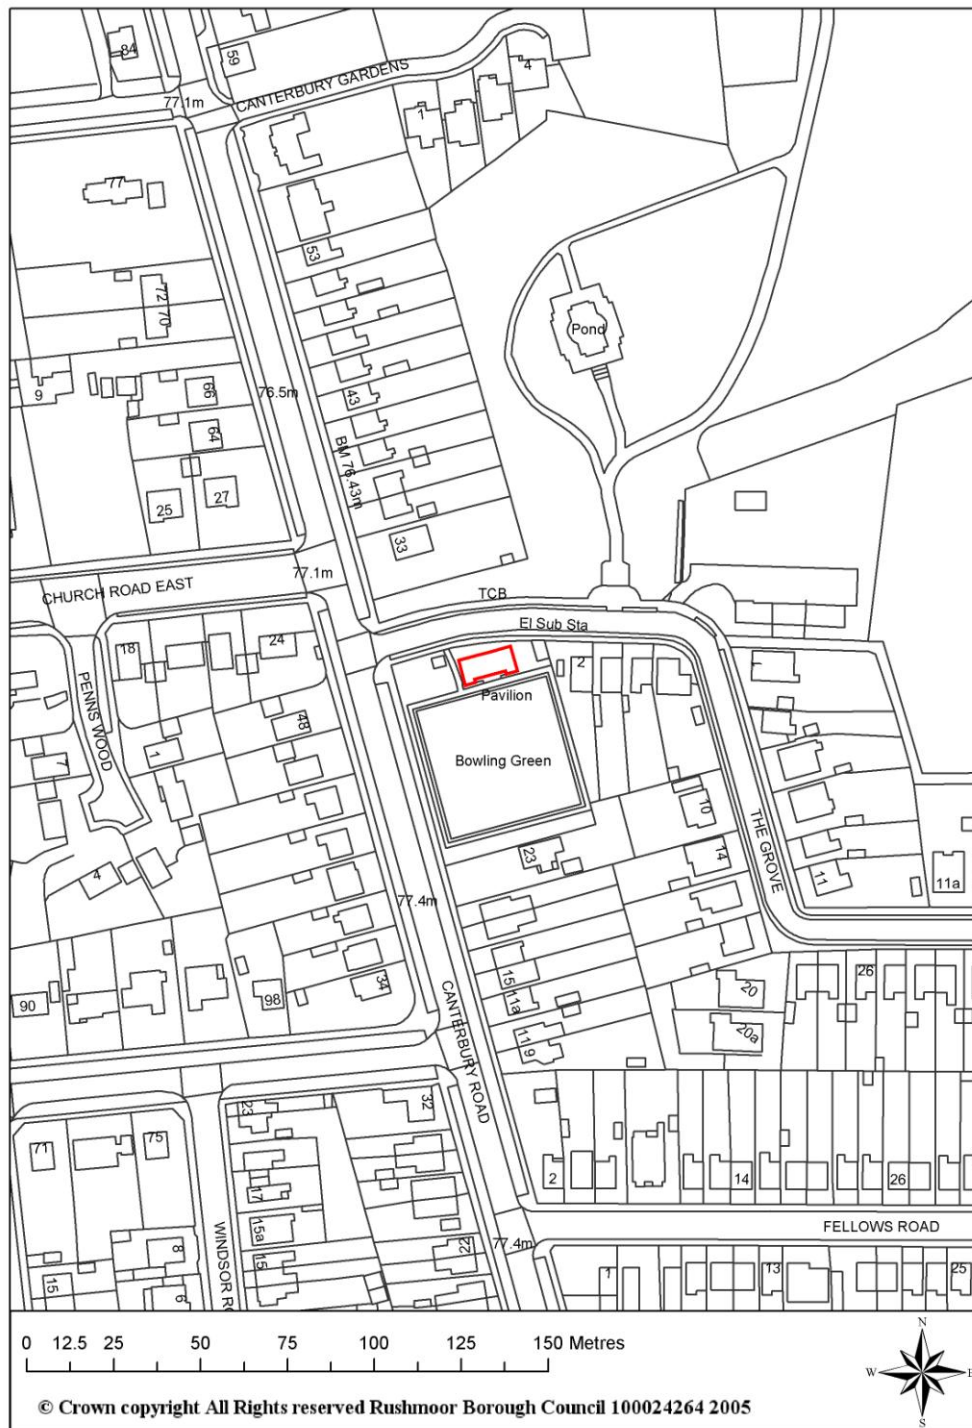 84
59
4
CANTERBURY GARDENS
77.1m
1
77
53
72
70
Pond
9
66
76.5m
43
64
BM 76.43m
27
25
33
77.1m
CHURCH ROAD EAST
TCB
El Sub Sta
18
24
2
1
PENNS WOOD
Pavilion
48
1
7
Bowling Green
10
THE GROVE
23
14
4
11
11a
77.4m
15
26
98
34
11a
20
90
CANTERBURY ROAD
11
9
20a
23
32
71
75
2
14
26
17
15a
WINDSOR RO
FELLOWS ROAD
8
22
77.4m
15
15
6
1
13
25
0 12.5 25 50 75 100 125 150 Metres
N
W E
S
© Crown copyright All Rights reserved Rushmoor Borough Council 100024264 2005